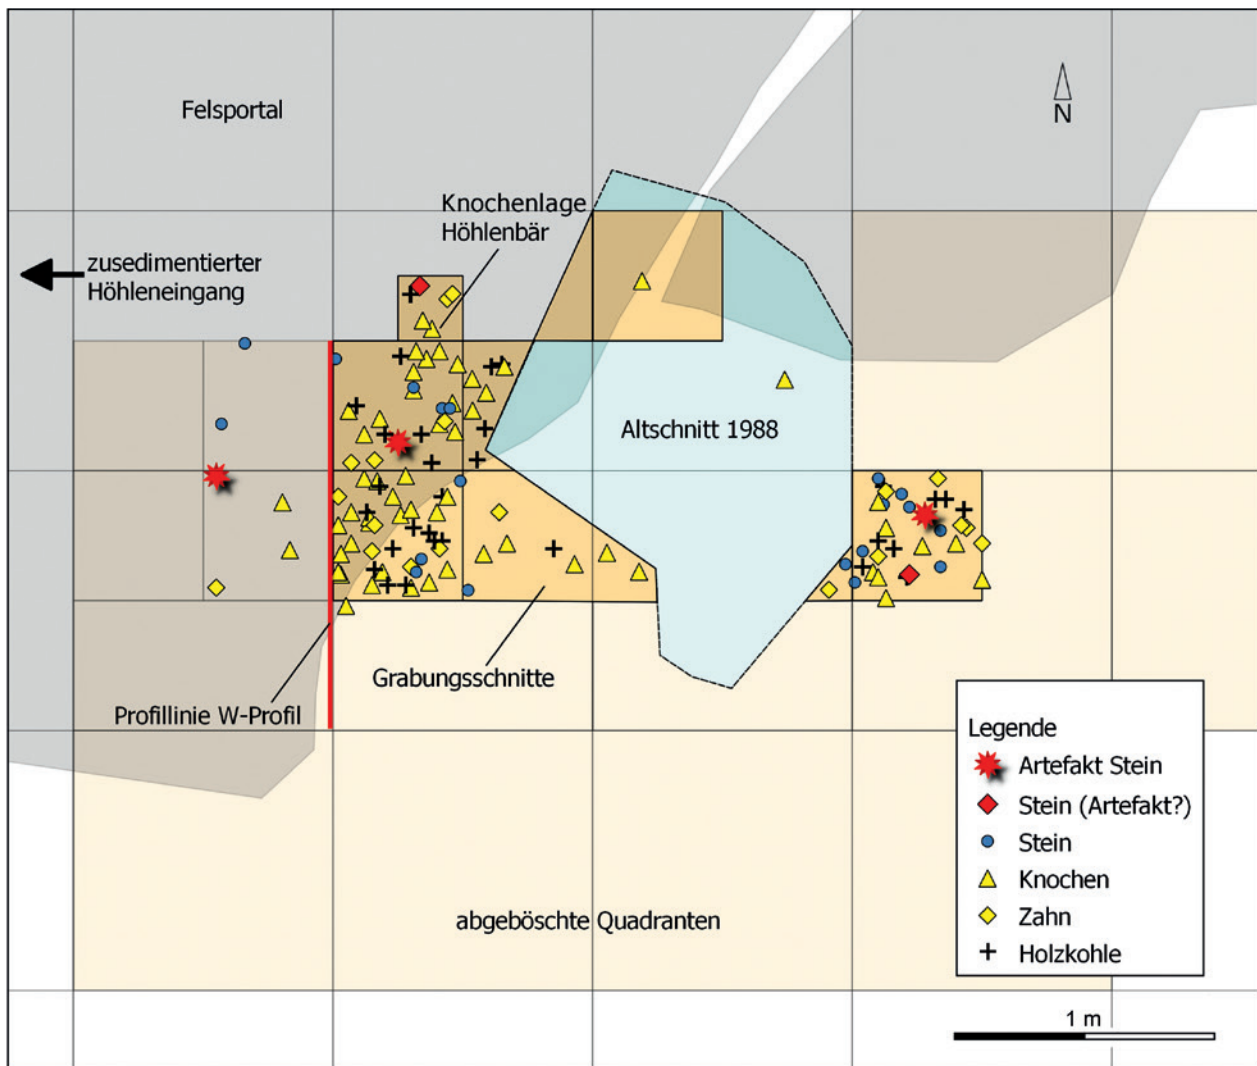 Felsportal
N
Knochenlage
Höhlenbär
zusedimentierter
Höhleneingang
Altschnitt 1988
Grabungsschnitte
Profillinie W-Profil
Legende
Artefakt Stein
Stein (Artefakt?)
Stein
Knochen
Zahn
Holzkohle
abgeböschte Quadranten
1 m